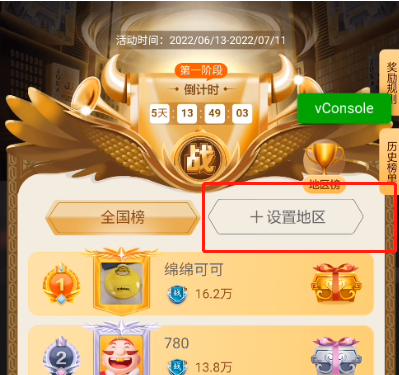 活动时间：2022/06/13-2022/07/11
第一阶段
倒计时
5天 : 13 : 49 : 03
奖励规则
vConsole
战
历史榜单
地区榜
全国榜
＋设置地区
1
绵绵可可
战 16.2万
2
780
战 13.8万